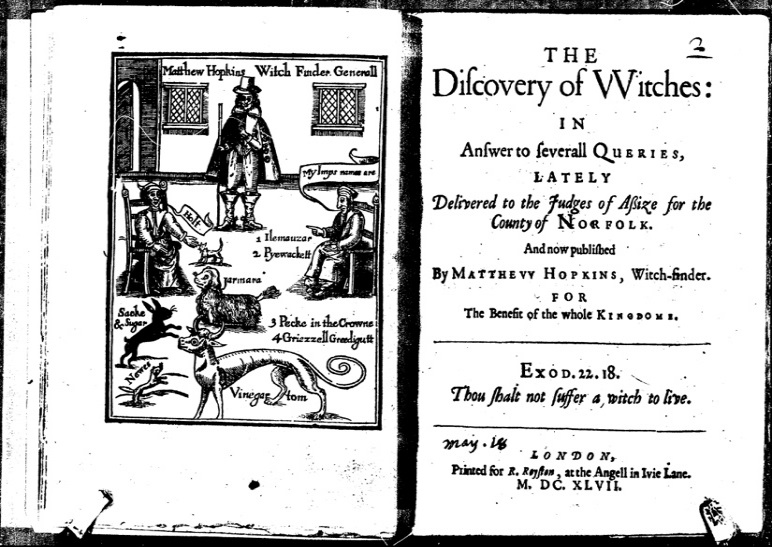 Matthew Hopkins Witch Finder Generall
My Imps names are
Holt
1 Ilemauzar
2 Pyewackett
Jarmara
3 Pecke in the Crowne
4 Griezzell Greedigutt
Sacke
& Sugar
Newes
Vinegar tom
2
THE
Diſcovery of VVitches:
IN
Anſwer to ſeverall QUERIES,
LATELY
Delivered to the Judges of Aſsize for the
County of NORFOLK.
And now publiſhed
By MATTHEVV HOPKINS, Witch-finder.
FOR
The Benefit of the whole KINGDOME.
EXOD. 22. 18.
Thou ſhalt not ſuffer a witch to live.
may. 18
LONDON,
Printed for R. Royſton, at the Angell in Ivie Lane.
M. DC. XLVII.